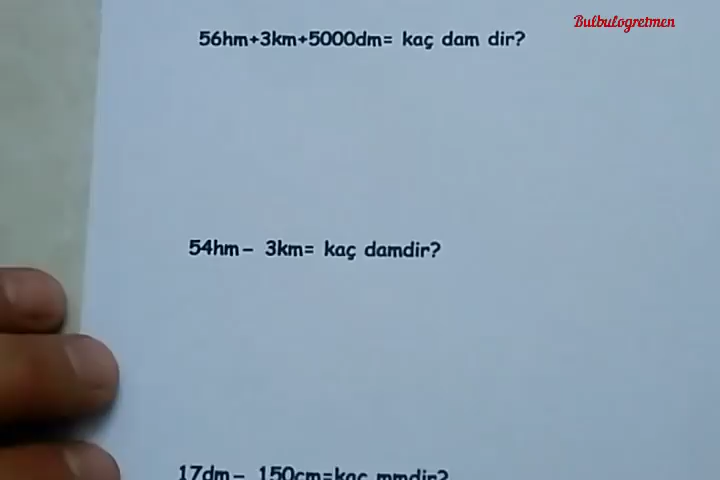 Bulbulogretmen
56hm+3km+5000dm= kaç dam dir?
54hm- 3km= kaç damdir?
17dm- 150cm=kaç mmdir?